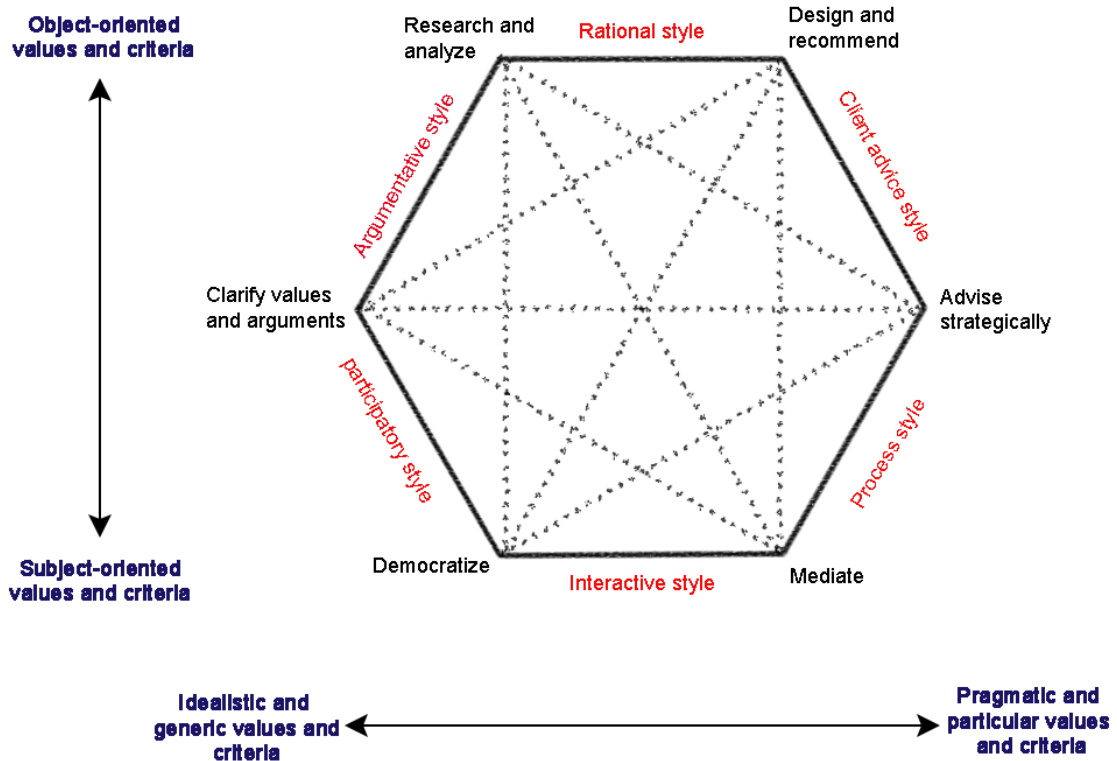 Object-oriented
values and criteria
Research and
analyze
Rational style
Design and
recommend
Argumentative style
Client advice style
Clarify values
and arguments
Advise
strategically
participatory style
Process style
Subject-oriented
values and criteria
Democratize
Interactive style
Mediate
Idealistic and
generic values and
criteria
Pragmatic and
particular values
and criteria